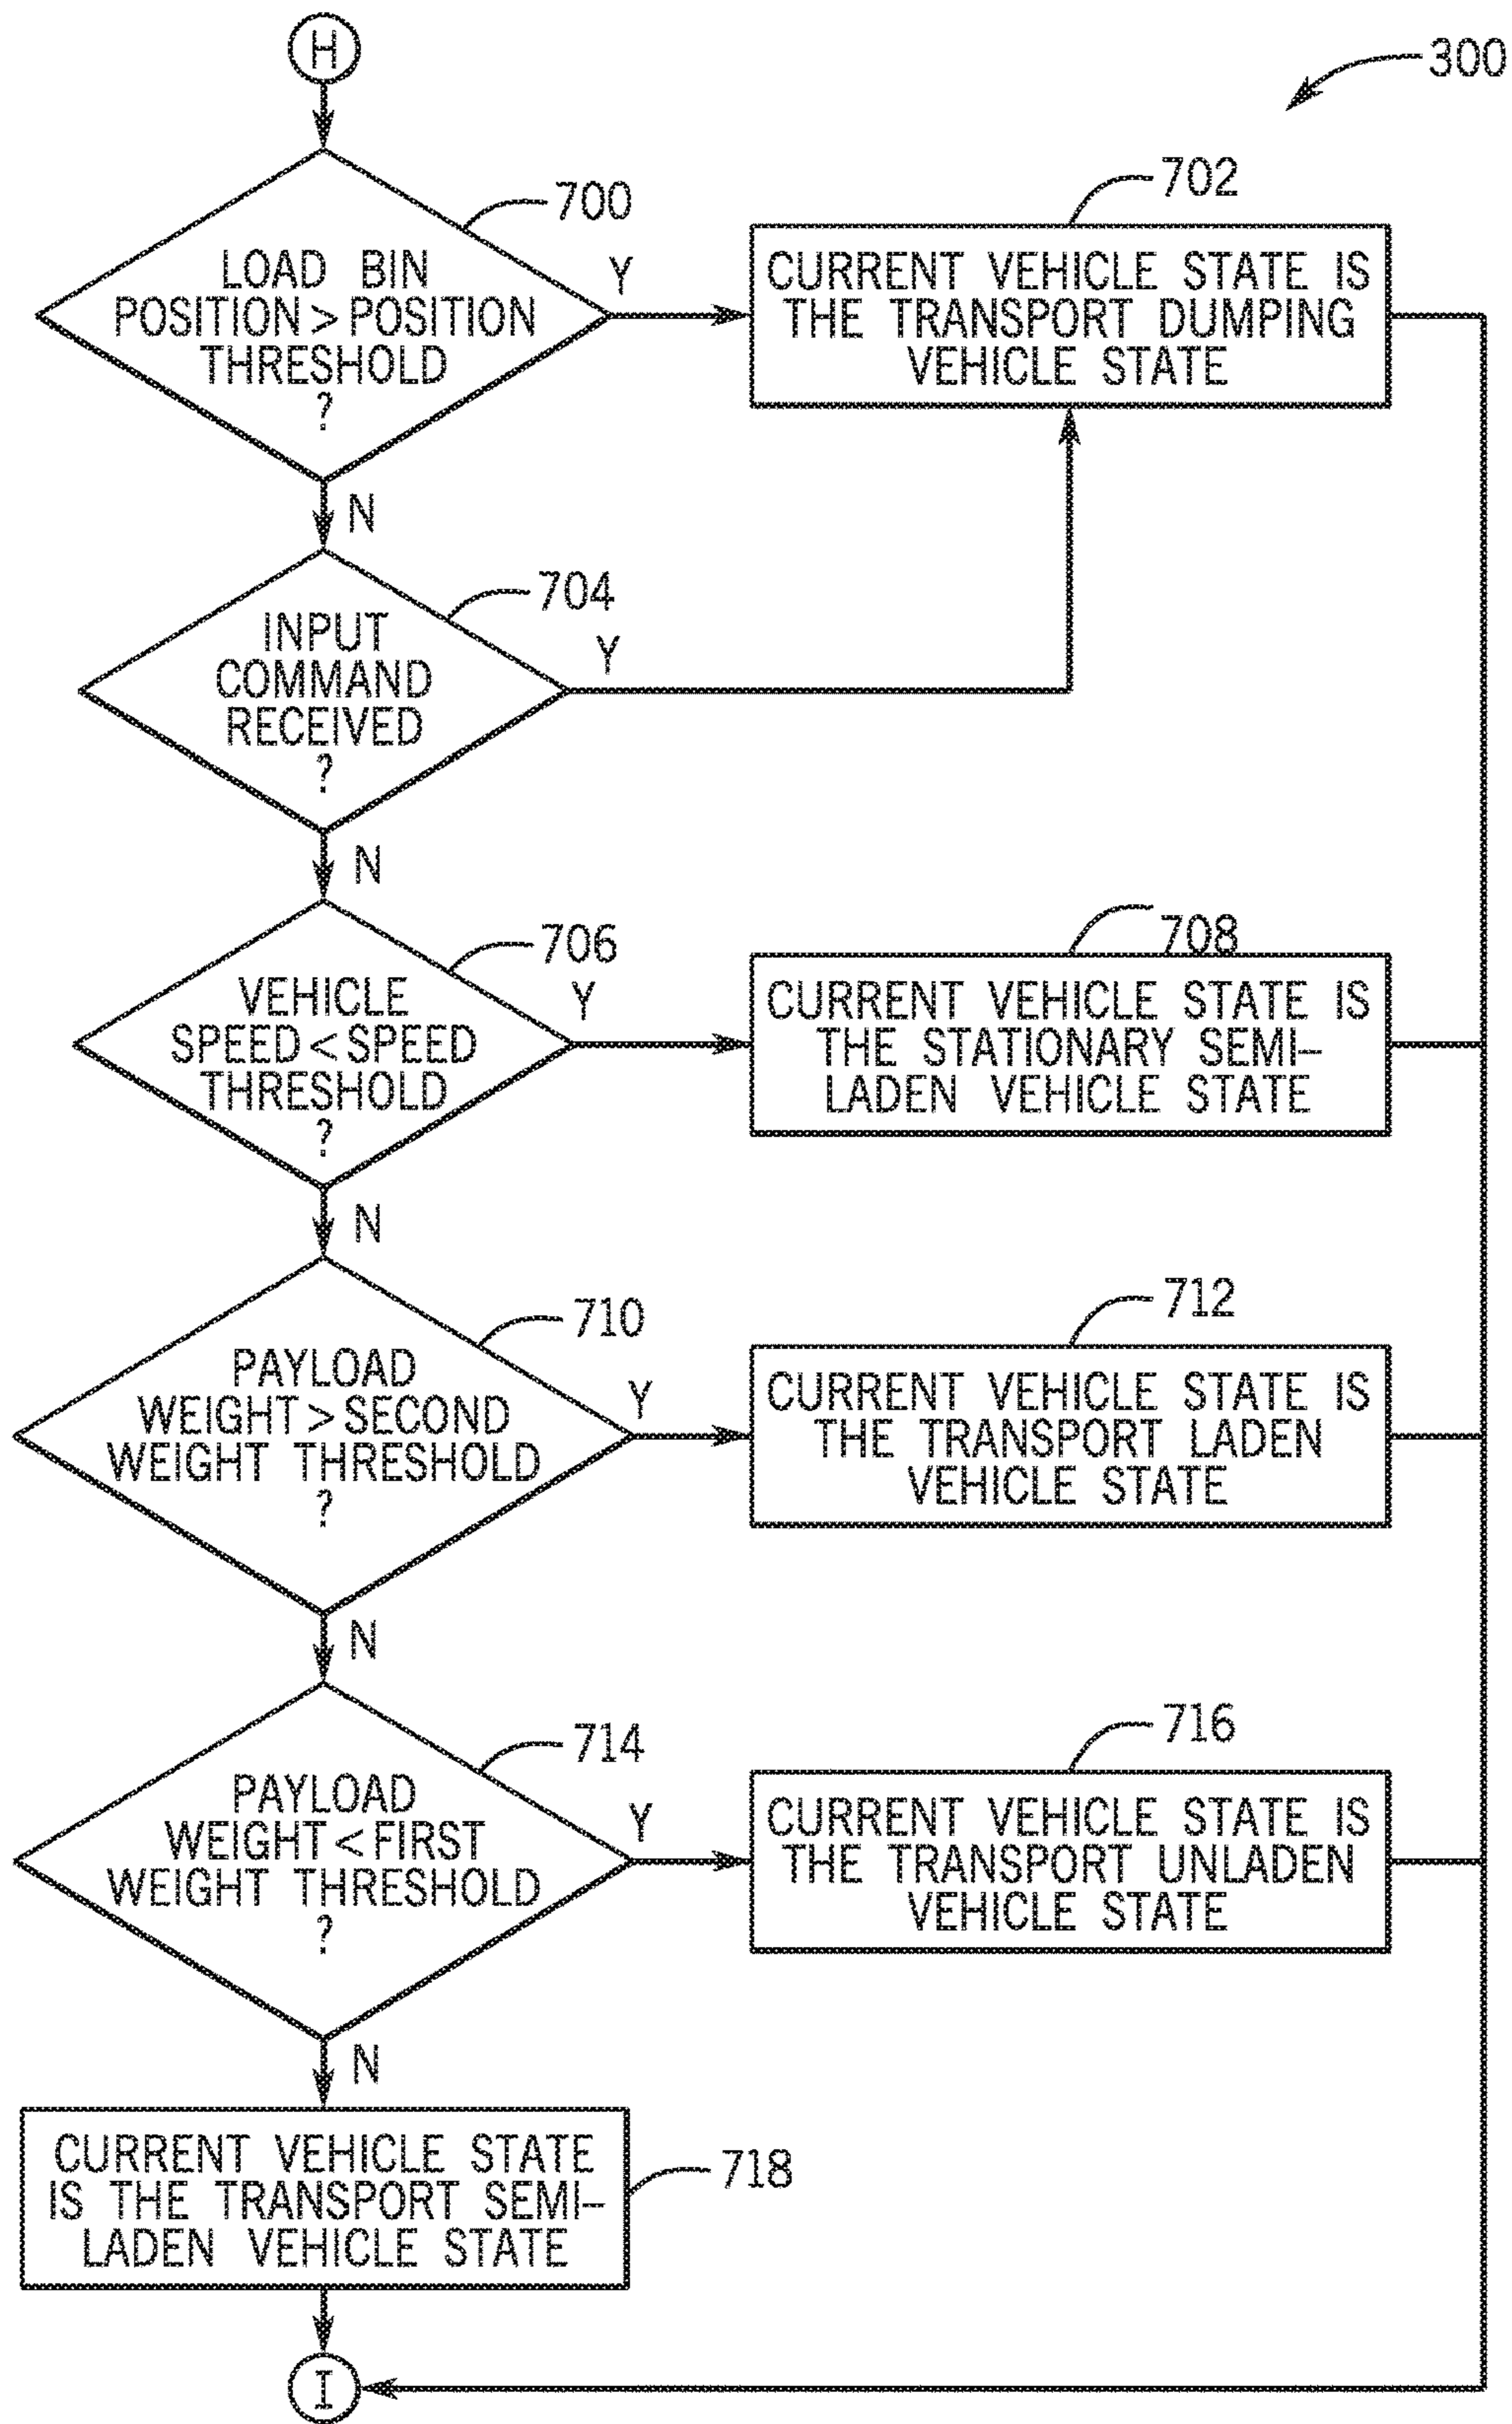 H
300
700
LOAD BIN
POSITION > POSITION
THRESHOLD
?
Y
702
CURRENT VEHICLE STATE IS
THE TRANSPORT DUMPING
VEHICLE STATE
N
704
INPUT
COMMAND
RECEIVED
?
Y
N
706
VEHICLE
SPEED < SPEED
THRESHOLD
?
Y
708
CURRENT VEHICLE STATE IS
THE STATIONARY SEMI–
LADEN VEHICLE STATE
N
710
PAYLOAD
WEIGHT > SECOND
WEIGHT THRESHOLD
?
Y
712
CURRENT VEHICLE STATE IS
THE TRANSPORT LADEN
VEHICLE STATE
N
714
PAYLOAD
WEIGHT < FIRST
WEIGHT THRESHOLD
?
Y
716
CURRENT VEHICLE STATE IS
THE TRANSPORT UNLADEN
VEHICLE STATE
N
CURRENT VEHICLE STATE
IS THE TRANSPORT SEMI–
LADEN VEHICLE STATE
718
I